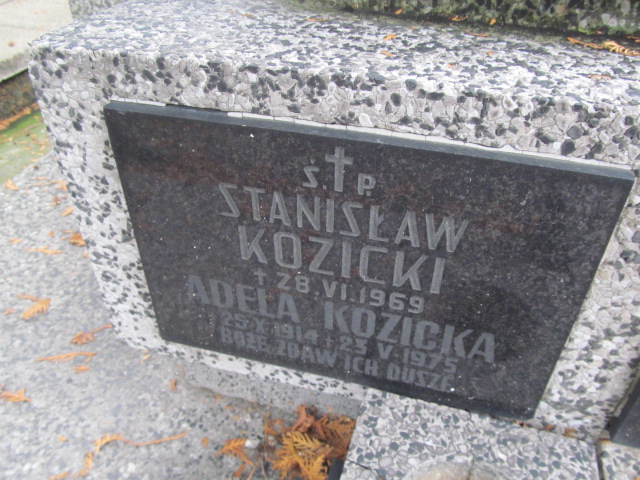 Ś. † P.
STANISŁAW
KOZICKI
† 28.VI.1969
ADELA KOZICKA
25.X.1914 † 23.V.1975
BOŻE ZBAW ICH DUSZE